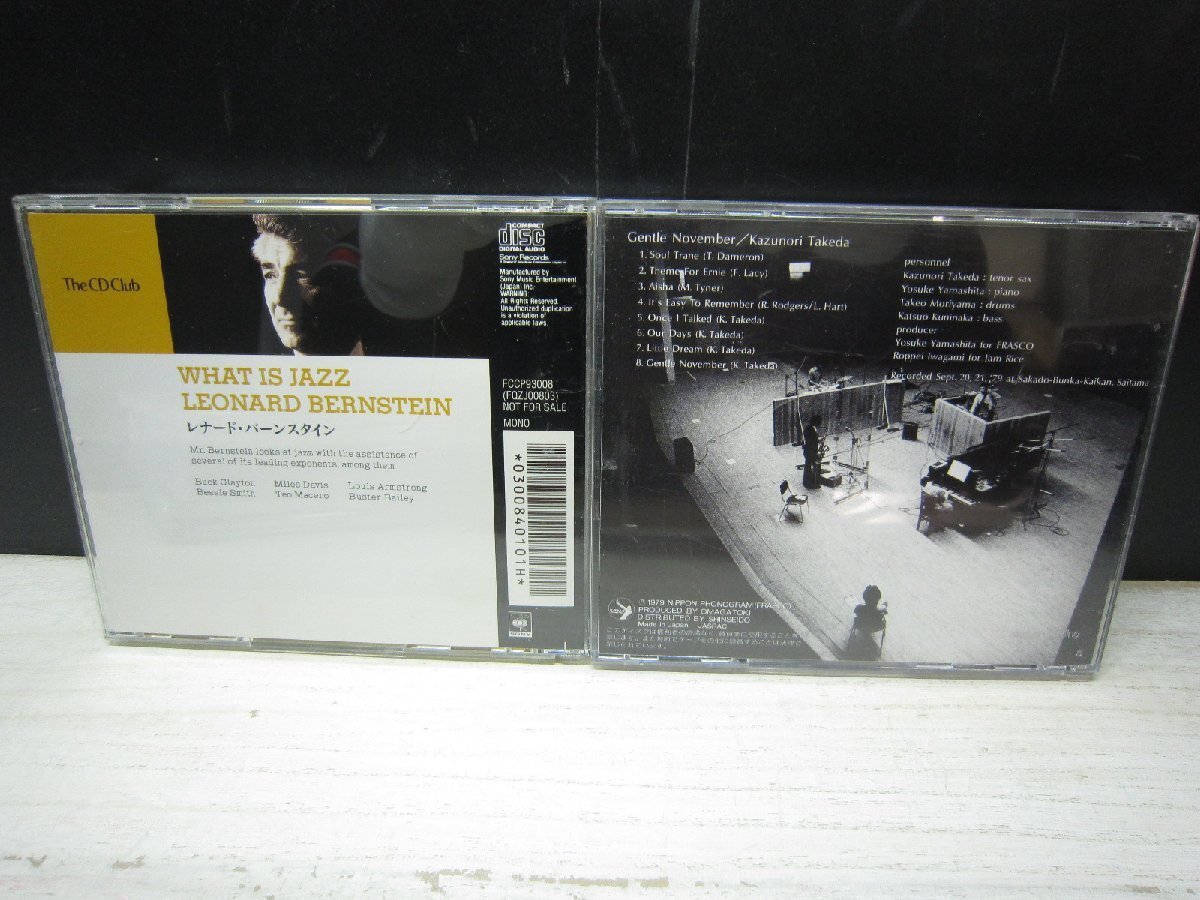 The CD Club
COMPACT
disc
DIGITAL AUDIO
Sony Records
Manufactured by
Sony Music Entertainment
(Japan) Inc.
WARNING:
All Rights Reserved.
Unauthorized duplication
is a violation of
applicable laws.
WHAT IS JAZZ
LEONARD BERNSTEIN
レナード・バーンスタイン
Mr. Bernstein looks at jazz with the assistance of
several of its leading exponents, among them
Buck Clayton Miles Davis Louis Armstrong
Bessie Smith Teo Macero Buster Bailey
FCCP93008
(FQZJ00803)
NOT FOR SALE
MONO
*0300840101H*
Gentle November/Kazunori Takeda
1. Soul Trane (T. Dameron)
2. Theme For Ernie (F. Lacy)
3. Aisha (M. Tyner)
4. It's Easy To Remember (R. Rodgers/L. Hart)
5. Once I Talked (K. Takeda)
6. Our Days (K. Takeda)
7. Little Dream (K. Takeda)
8. Gentle November (K. Takeda)
personnel
Kazunori Takeda : tenor sax
Yosuke Yamashita : piano
Takeo Moriyama : drums
Katsuo Kuninaka : bass
producer
Yosuke Yamashita for FRASCO
Roppei Iwagami for Jam Rice
Recorded Sept. 20, 21, '79 at Sakado-Bunka-Kaikan, Saitama
Ⓟ 1979 NIPPON PHONOGRAM (FRASCO)
PRODUCED BY OMAGATOKI
DISTRIBUTED BY SHINSEIDO
Made in Japan JASRAC